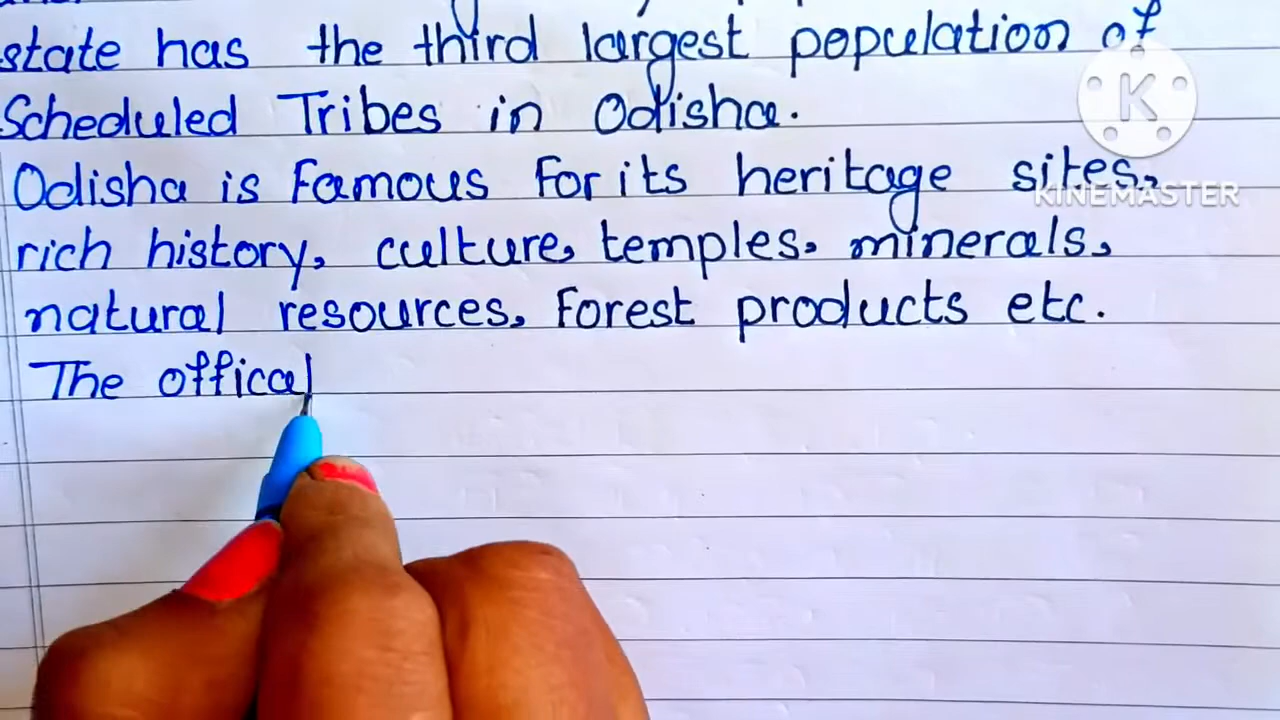 state has the third largest population of
Scheduled Tribes in Odisha.
Odisha is Famous For its heritage sites,
rich history, culture, temples, minerals,
natural resources, Forest products etc.
The offical
K
KINEMASTER